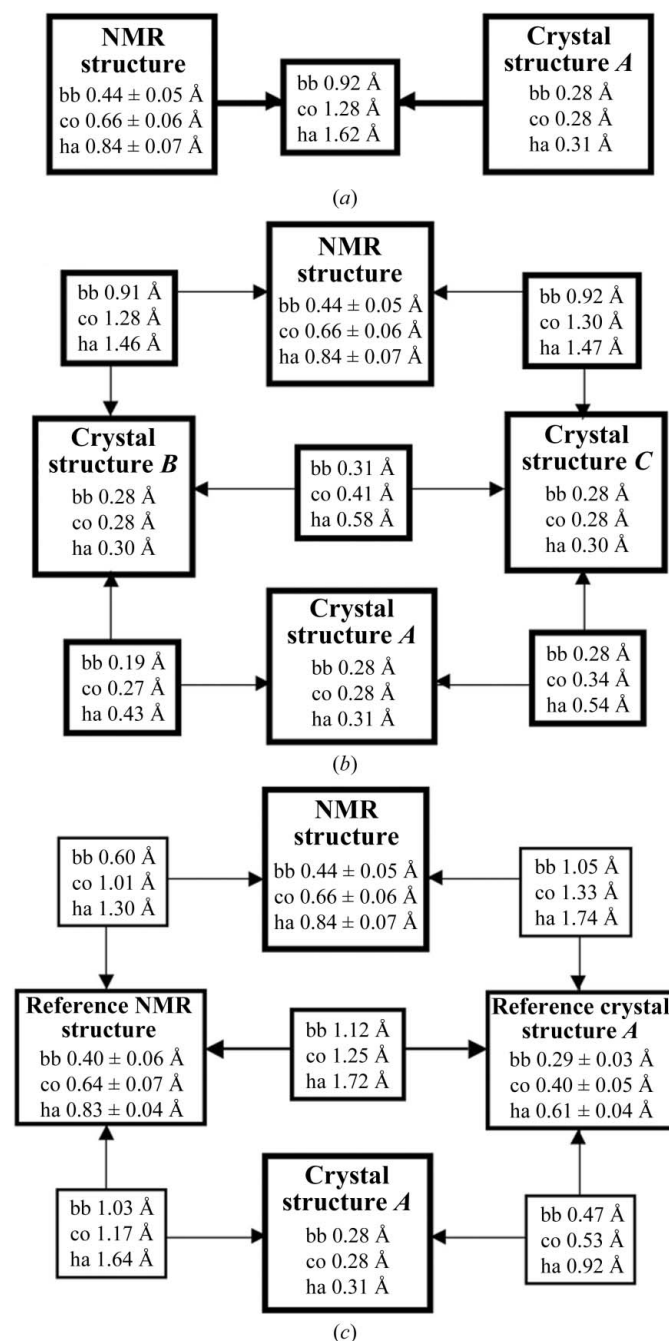 NMR
structure
bb 0.44 ± 0.05 Å
co 0.66 ± 0.06 Å
ha 0.84 ± 0.07 Å
bb 0.92 Å
co 1.28 Å
ha 1.62 Å
Crystal
structure A
bb 0.28 Å
co 0.28 Å
ha 0.31 Å
(a)
NMR
structure
bb 0.44 ± 0.05 Å
co 0.66 ± 0.06 Å
ha 0.84 ± 0.07 Å
bb 0.91 Å
co 1.28 Å
ha 1.46 Å
bb 0.92 Å
co 1.30 Å
ha 1.47 Å
Crystal
structure B
bb 0.28 Å
co 0.28 Å
ha 0.30 Å
bb 0.31 Å
co 0.41 Å
ha 0.58 Å
Crystal
structure C
bb 0.28 Å
co 0.28 Å
ha 0.30 Å
bb 0.19 Å
co 0.27 Å
ha 0.43 Å
Crystal
structure A
bb 0.28 Å
co 0.28 Å
ha 0.31 Å
bb 0.28 Å
co 0.34 Å
ha 0.54 Å
(b)
NMR
structure
bb 0.44 ± 0.05 Å
co 0.66 ± 0.06 Å
ha 0.84 ± 0.07 Å
bb 0.60 Å
co 1.01 Å
ha 1.30 Å
bb 1.05 Å
co 1.33 Å
ha 1.74 Å
Reference NMR
structure
bb 0.40 ± 0.06 Å
co 0.64 ± 0.07 Å
ha 0.83 ± 0.04 Å
bb 1.12 Å
co 1.25 Å
ha 1.72 Å
Reference crystal
structure A
bb 0.29 ± 0.03 Å
co 0.40 ± 0.05 Å
ha 0.61 ± 0.04 Å
bb 1.03 Å
co 1.17 Å
ha 1.64 Å
Crystal
structure A
bb 0.28 Å
co 0.28 Å
ha 0.31 Å
bb 0.47 Å
co 0.53 Å
ha 0.92 Å
(c)